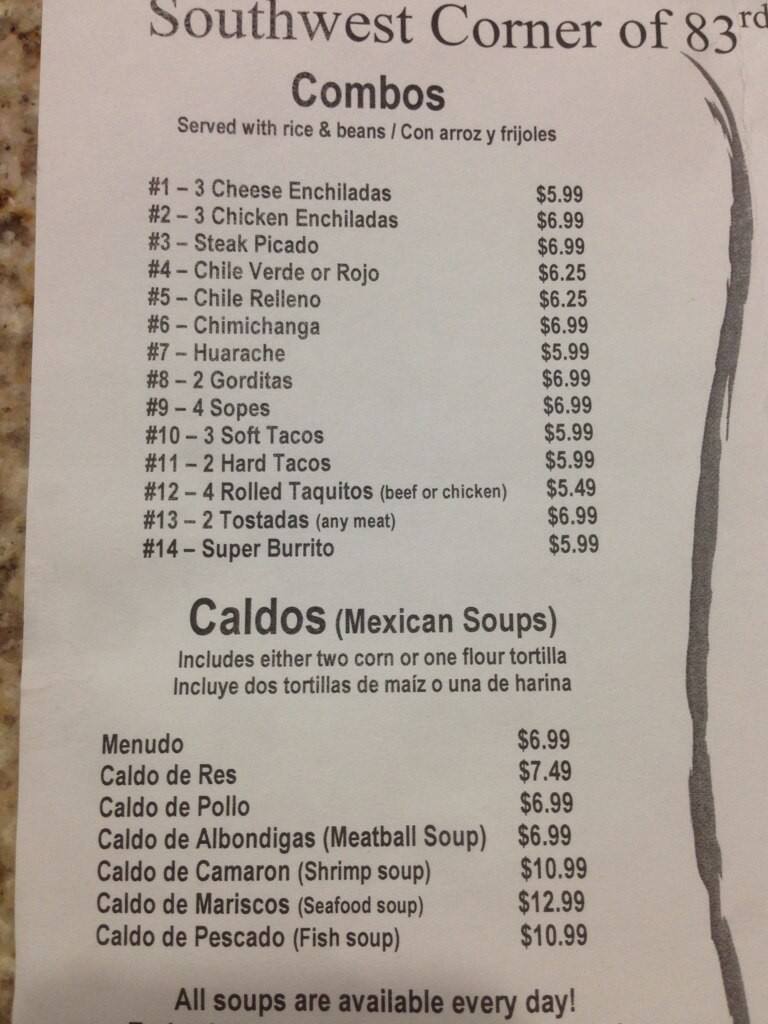 Southwest Corner of 83rd
Combos
Served with rice & beans / Con arroz y frijoles
#1 – 3 Cheese Enchiladas $5.99
#2 – 3 Chicken Enchiladas $6.99
#3 – Steak Picado $6.99
#4 – Chile Verde or Rojo $6.25
#5 – Chile Relleno $6.25
#6 – Chimichanga $6.99
#7 – Huarache $5.99
#8 – 2 Gorditas $6.99
#9 – 4 Sopes $6.99
#10 – 3 Soft Tacos $5.99
#11 – 2 Hard Tacos $5.99
#12 – 4 Rolled Taquitos (beef or chicken) $5.49
#13 – 2 Tostadas (any meat) $6.99
#14 – Super Burrito $5.99
Caldos (Mexican Soups)
Includes either two corn or one flour tortilla
Incluye dos tortillas de maíz o una de harina
Menudo $6.99
Caldo de Res $7.49
Caldo de Pollo $6.99
Caldo de Albondigas (Meatball Soup) $6.99
Caldo de Camaron (Shrimp soup) $10.99
Caldo de Mariscos (Seafood soup) $12.99
Caldo de Pescado (Fish soup) $10.99
All soups are available every day!